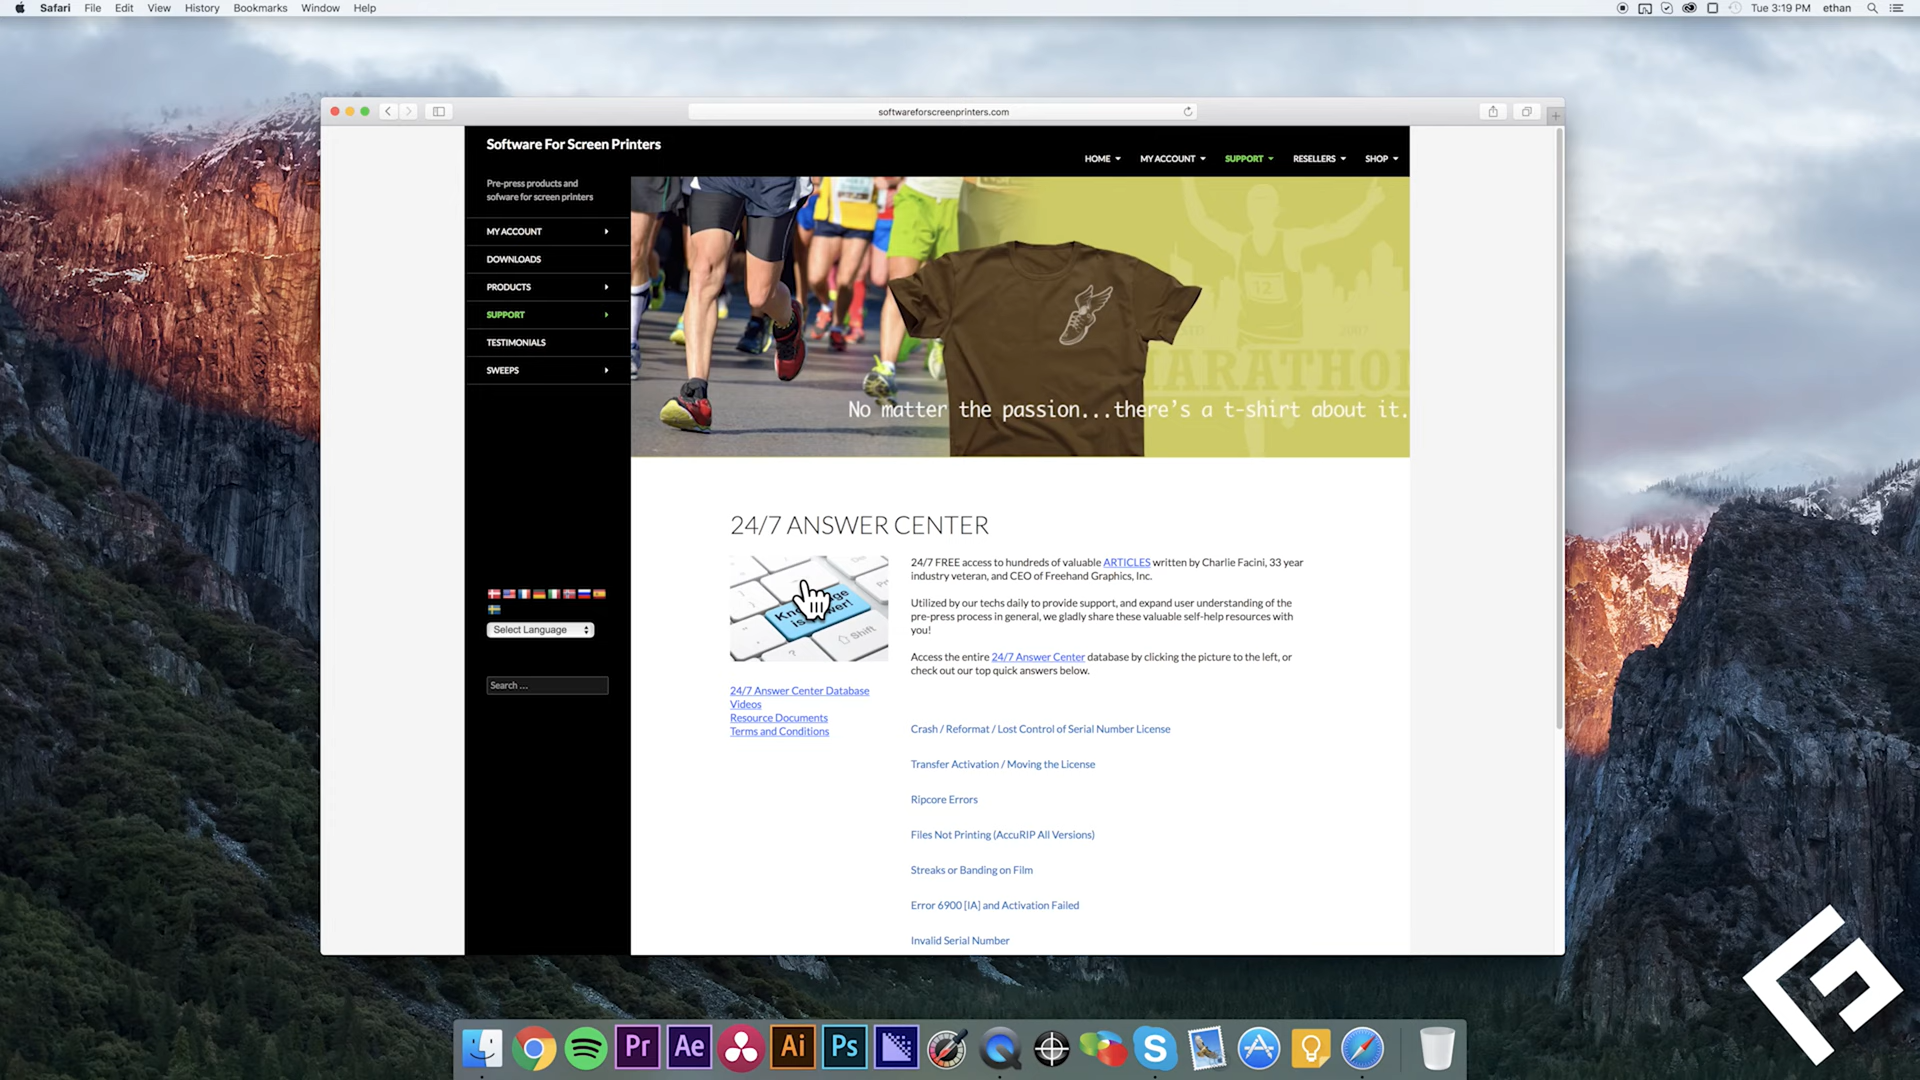 Safari File Edit View History Bookmarks Window Help
Tue 3:19 PM ethan
softwareforscreenprinters.com
Software For Screen Printers
HOME MY ACCOUNT SUPPORT RESELLERS SHOP
Pre-press products and
sofware for screen printers
MY ACCOUNT
DOWNLOADS
PRODUCTS
SUPPORT
TESTIMONIALS
SWEEPS
Select Language
Search ...
12
2007
MARATHON
No matter the passion...there's a t-shirt about it.
24/7 ANSWER CENTER
Shift
24/7 Answer Center Database
Videos
Resource Documents
Terms and Conditions
24/7 FREE access to hundreds of valuable ARTICLES written by Charlie Facini, 33 year
industry veteran, and CEO of Freehand Graphics, Inc.
Utilized by our techs daily to provide support, and expand user understanding of the
pre-press process in general, we gladly share these valuable self-help resources with
you!
Access the entire 24/7 Answer Center database by clicking the picture to the left, or
check out our top quick answers below.
Crash / Reformat / Lost Control of Serial Number License
Transfer Activation / Moving the License
Ripcore Errors
Files Not Printing (AccuRIP All Versions)
Streaks or Banding on Film
Error 6900 [IA] and Activation Failed
Invalid Serial Number
Pr Ae Ai Ps